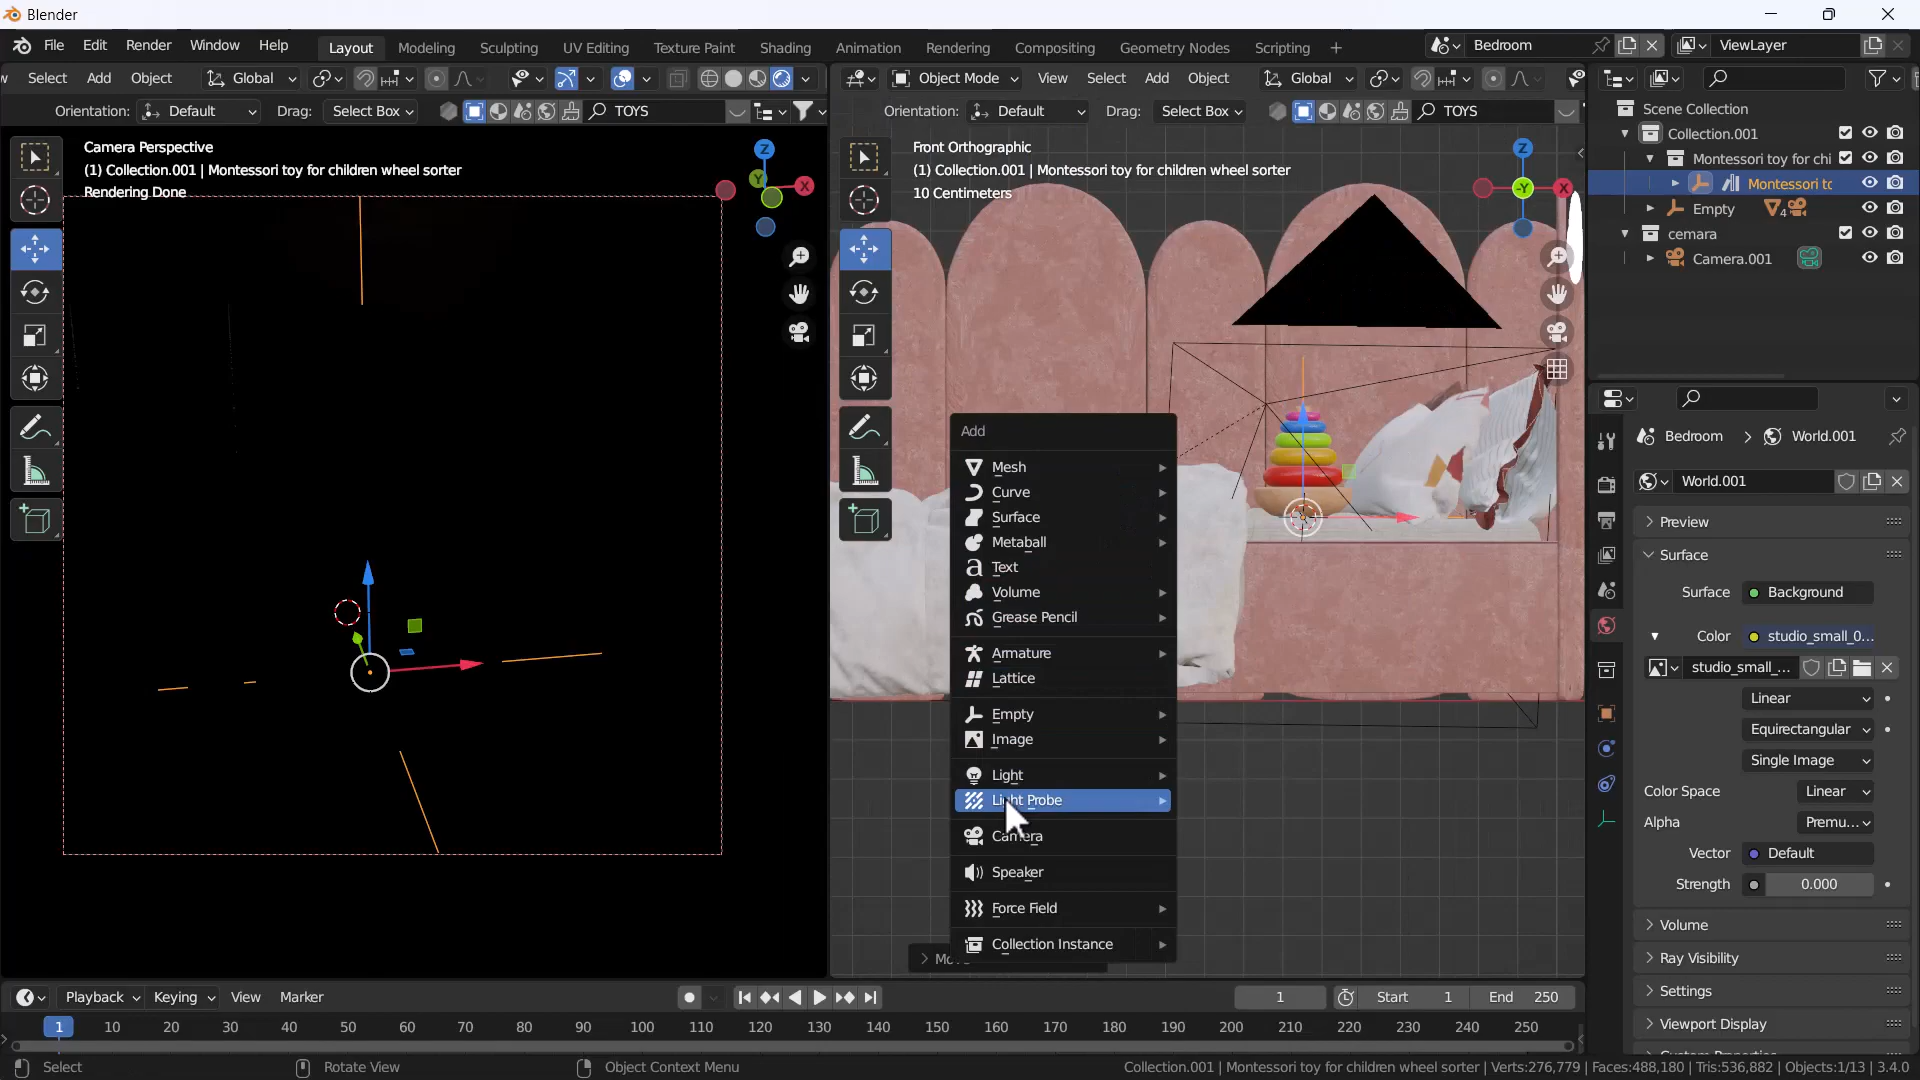 Blender
File Edit Render Window Help
Layout Modeling Sculpting UV Editing Texture Paint Shading Animation Rendering Compositing Geometry Nodes Scripting +
Bedroom
ViewLayer
Select Add Object Global
Object Mode View Select Add Object Global
Orientation: Default Drag: Select Box TOYS
Orientation: Default Drag: Select Box TOYS
Camera Perspective
(1) Collection.001 | Montessori toy for children wheel sorter
Rendering Done
Z
Y
X
Front Orthographic
(1) Collection.001 | Montessori toy for children wheel sorter
10 Centimeters
Z
-Y
X
Add
Mesh
Curve
Surface
Metaball
Text
Volume
Grease Pencil
Armature
Lattice
Empty
Image
Light
Light Probe
Camera
Speaker
Force Field
Collection Instance
Scene Collection
Collection.001
Montessori toy for chi
Montessori to
Empty 4
cemara
Camera.001
Bedroom > World.001
World.001
Preview
Surface
Surface Background
Color studio_small_0...
studio_small_...
Linear
Equirectangular
Single Image
Color Space Linear
Alpha Premu...
Vector Default
Strength 0.000
Volume
Ray Visibility
Settings
Viewport Display
Playback Keying View Marker
1 Start 1 End 250
1 10 20 30 40 50 60 70 80 90 100 110 120 130 140 150 160 170 180 190 200 210 220 230 240 250
Select Rotate View Object Context Menu
Collection.001 | Montessori toy for children wheel sorter | Verts:276,779 | Faces:488,180 | Tris:536,882 | Objects:1/13 | 3.4.0